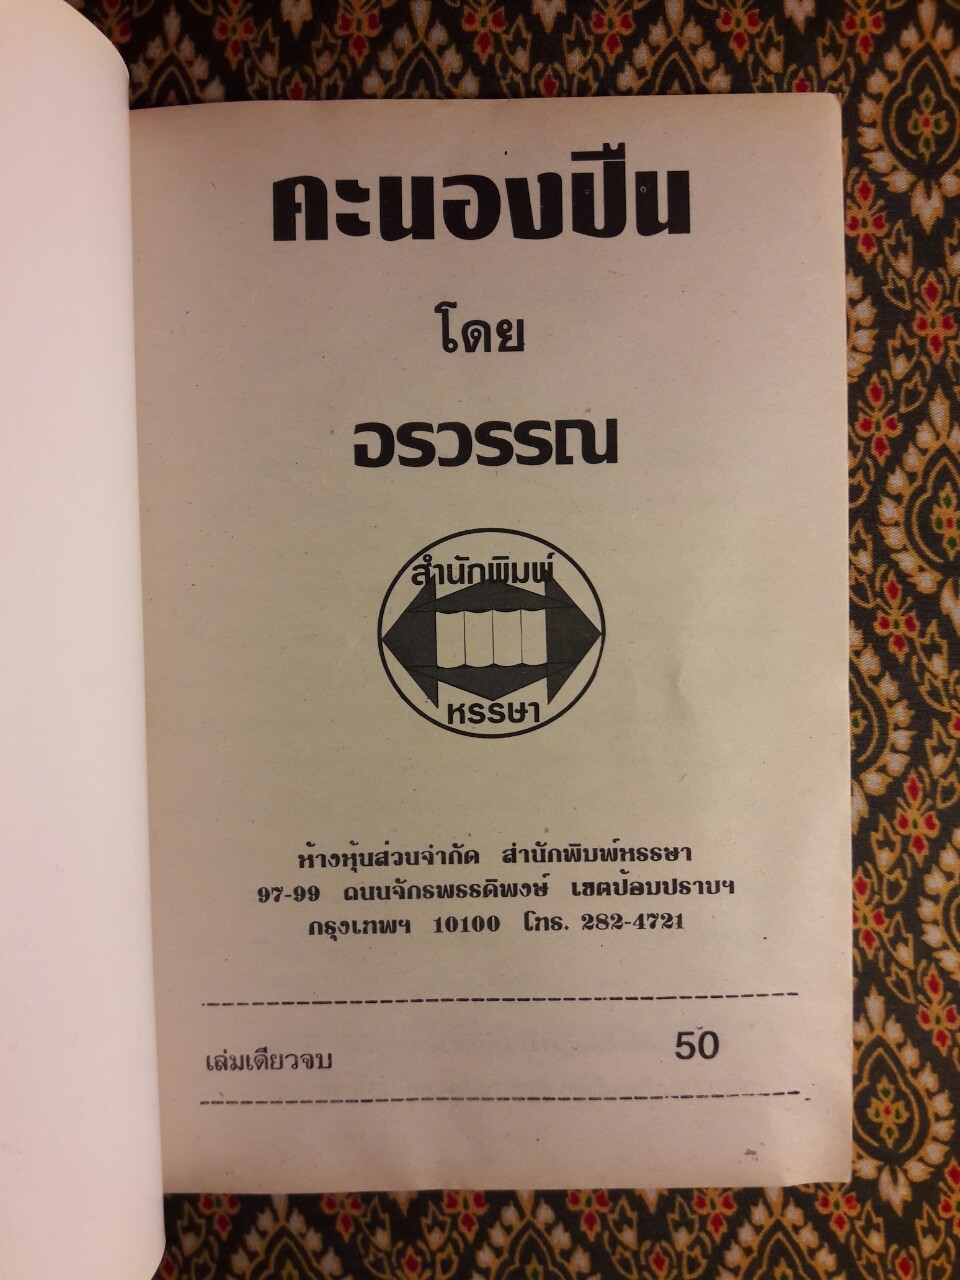 คะนองปืน
โดย
อรวรรณ
สำนักพิมพ์
หรรษา
ห้างหุ้นส่วนจำกัด สำนักพิมพ์หรรษา
97-99 ถนนจักรพรรดิพงษ์ เขตป้อมปราบฯ
กรุงเทพฯ 10100 โทร. 282-4721
เล่มเดียวจบ 50